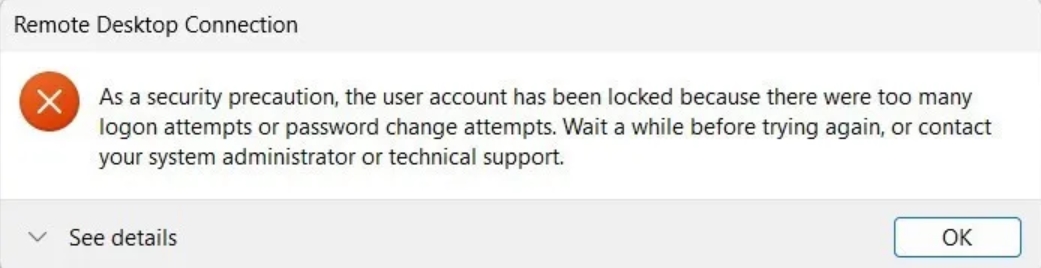 Remote Desktop Connection
As a security precaution, the user account has been locked because there were too many
logon attempts or password change attempts. Wait a while before trying again, or contact
your system administrator or technical support.
See details
OK